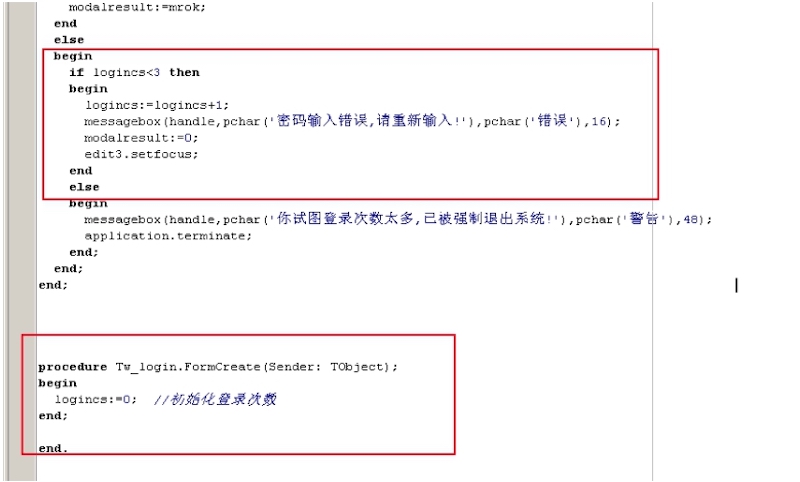 modalresult:=mrok;
end
else
begin
if logincs<3 then
begin
logincs:=logincs+1;
messagebox(handle,pchar('密码输入错误,请重新输入!'),pchar('错误'),16);
modalresult:=0;
edit3.setfocus;
end
else
begin
messagebox(handle,pchar('你试图登录次数太多,已被强制退出系统!'),pchar('警告'),48);
application.terminate;
end;
end;
end;
procedure Tw_login.FormCreate(Sender: TObject);
begin
logincs:=0; //初始化登录次数
end;
end.